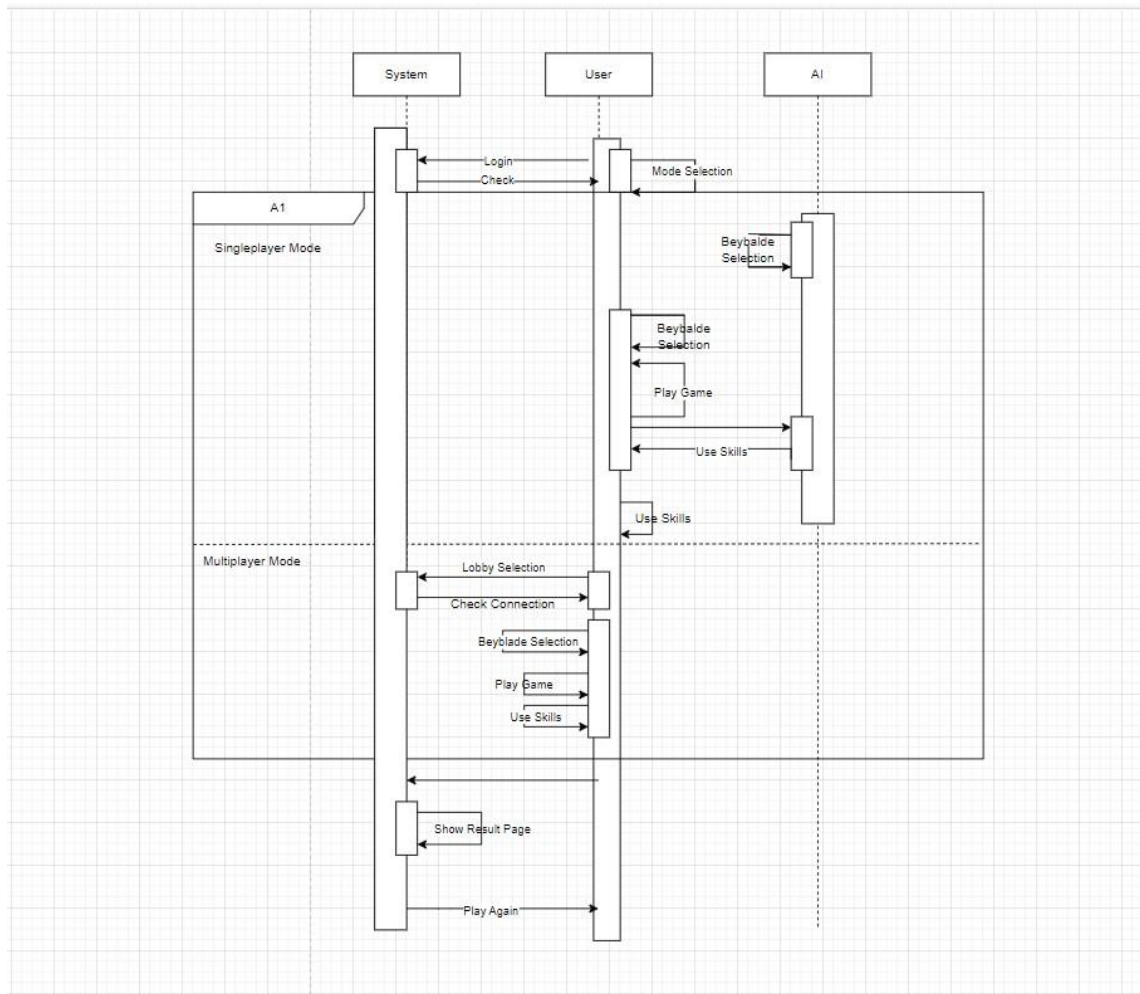 System
User
AI
Login
Check
Mode Selection
A1
Singleplayer Mode
Beybalde
Selection
Beybalde
Selection
Play Game
Use Skills
Use Skills
Multiplayer Mode
Lobby Selection
Check Connection
Beyblade Selection
Play Game
Use Skills
Show Result Page
Play Again